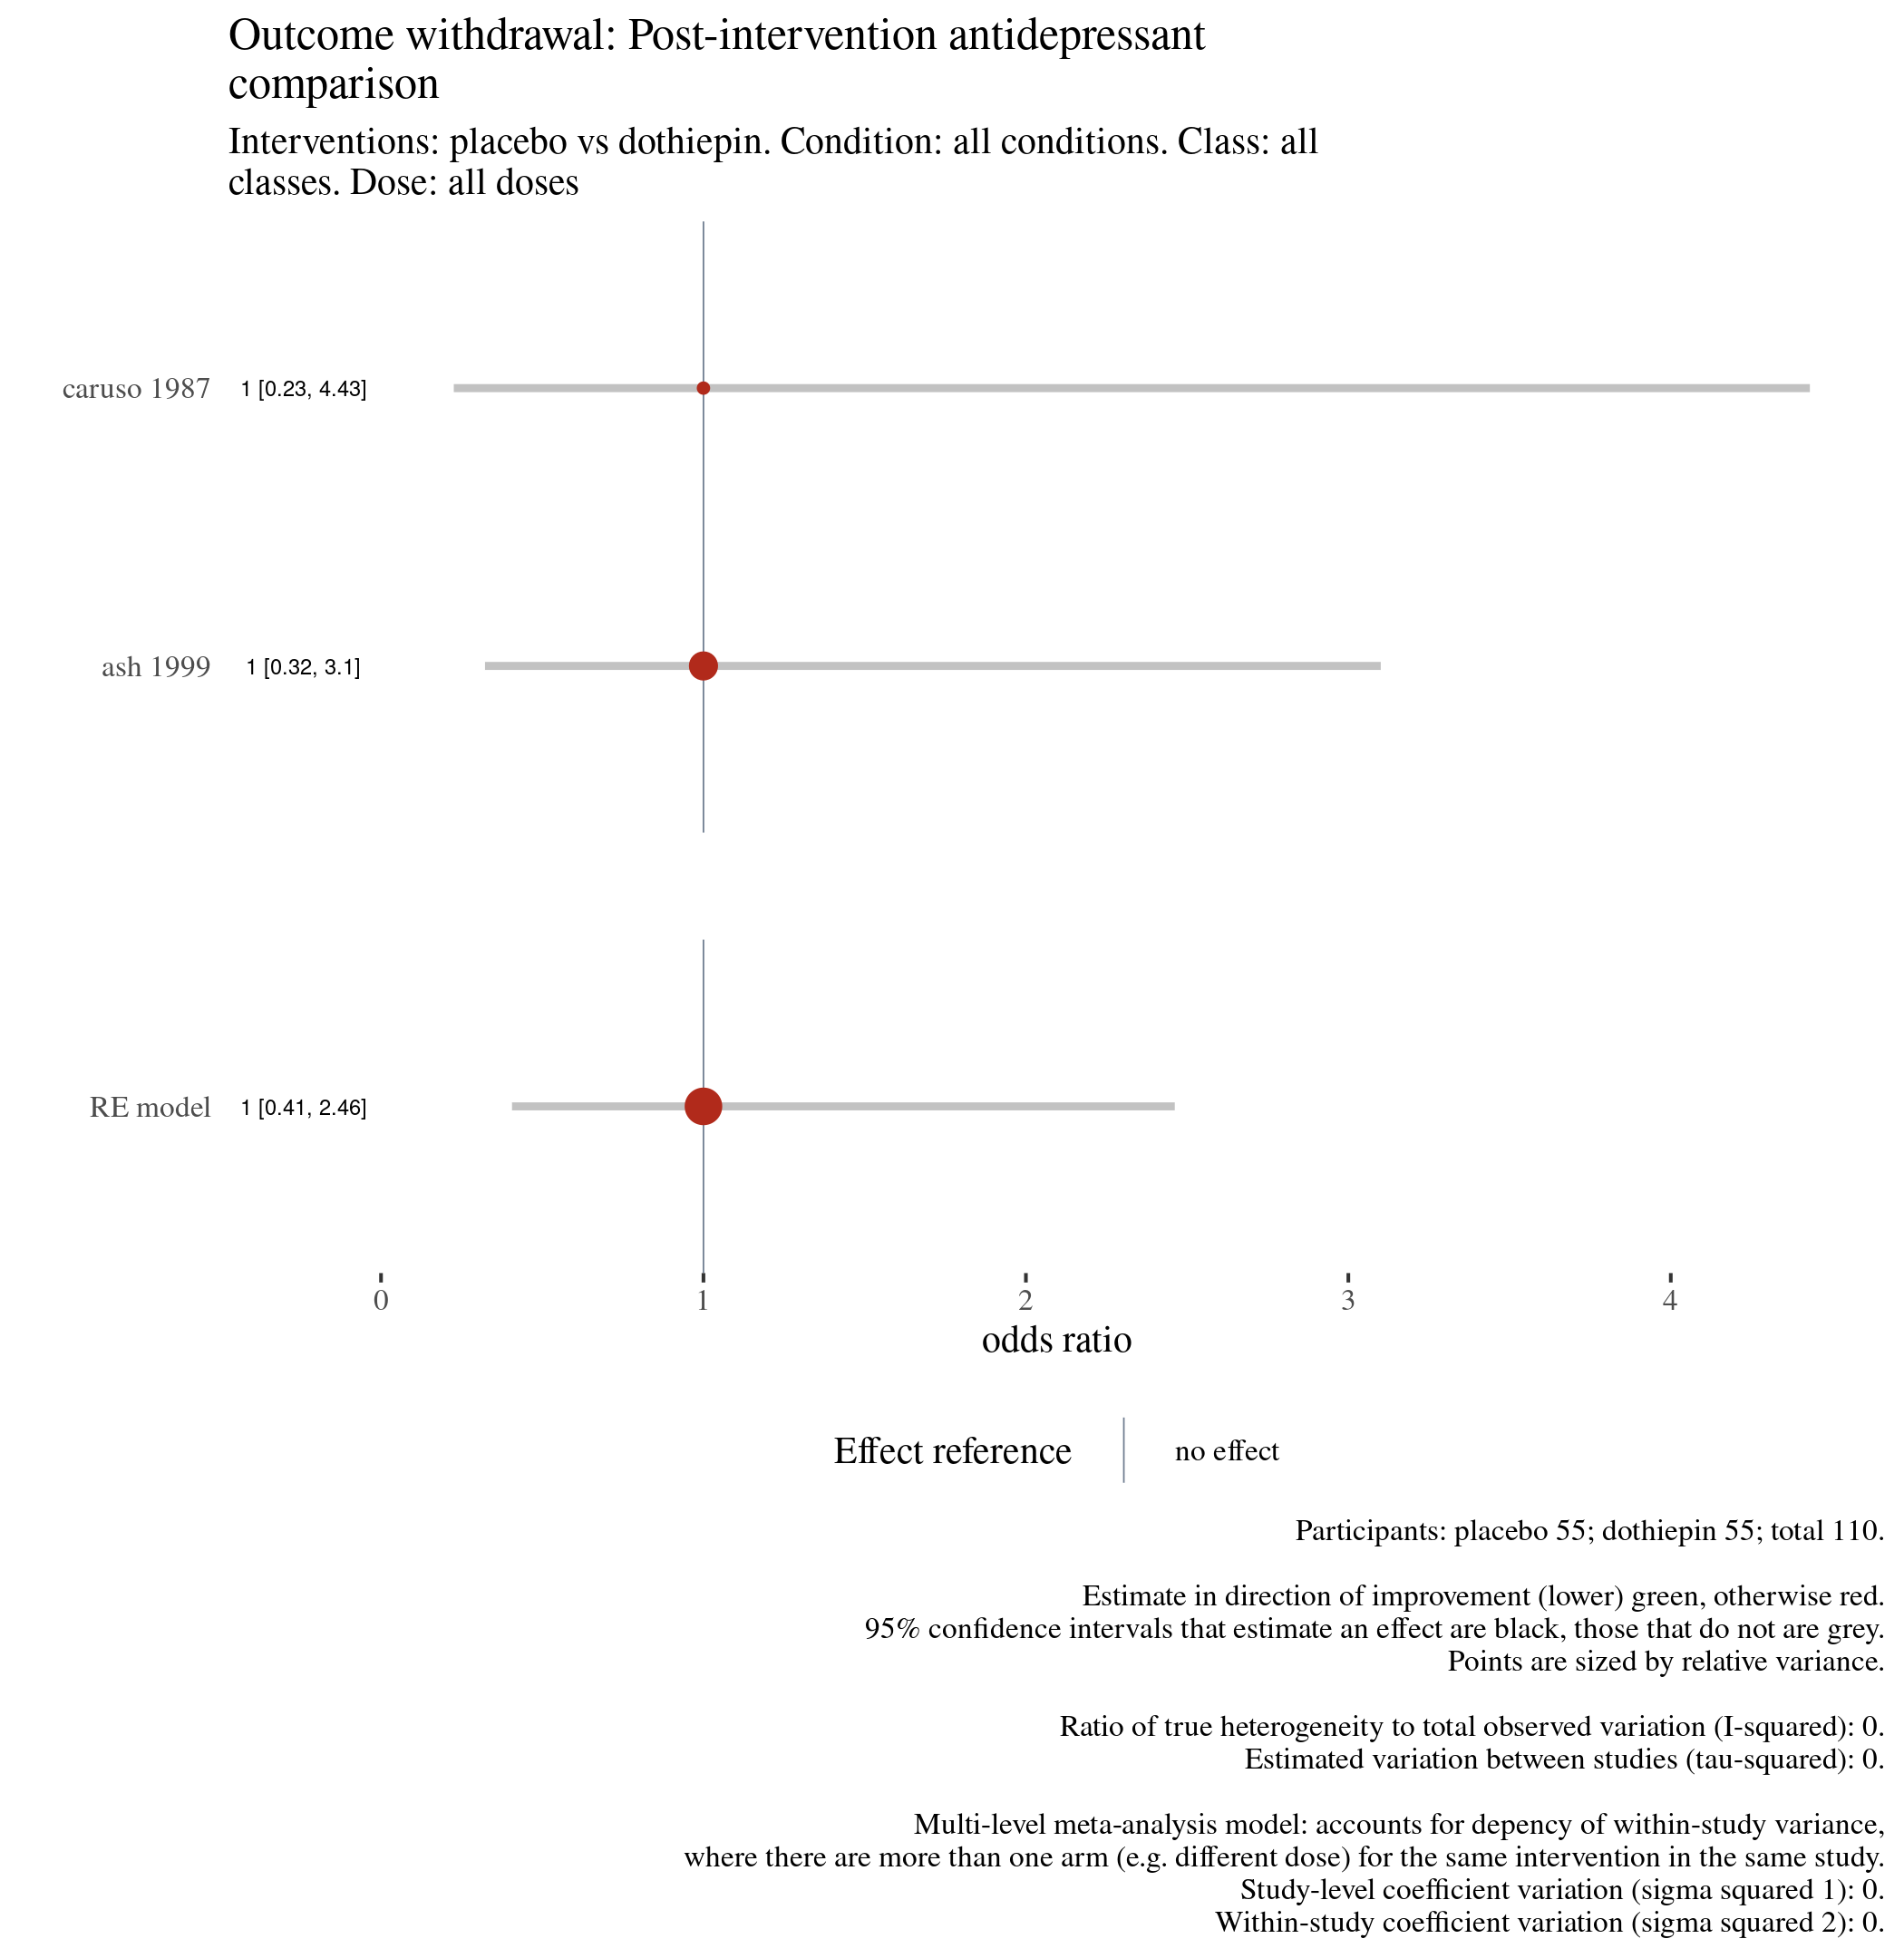 Outcome withdrawal: Post-intervention antidepressant
comparison
Interventions: placebo vs dothiepin. Condition: all conditions. Class: all
classes. Dose: all doses
caruso 1987 1 [0.23, 4.43]
ash 1999 1 [0.32, 3.1]
RE model 1 [0.41, 2.46]
0 1 2 3 4
odds ratio
Effect reference no effect
Participants: placebo 55; dothiepin 55; total 110.
Estimate in direction of improvement (lower) green, otherwise red.
95% confidence intervals that estimate an effect are black, those that do not are grey.
Points are sized by relative variance.
Ratio of true heterogeneity to total observed variation (I-squared): 0.
Estimated variation between studies (tau-squared): 0.
Multi-level meta-analysis model: accounts for depency of within-study variance,
where there are more than one arm (e.g. different dose) for the same intervention in the same study.
Study-level coefficient variation (sigma squared 1): 0.
Within-study coefficient variation (sigma squared 2): 0.